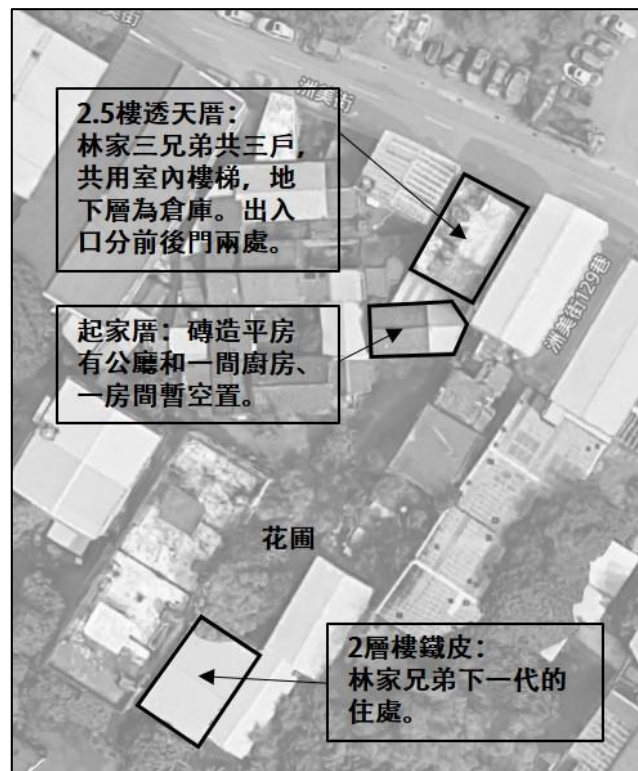 洲美街
洲美街
2.5樓透天厝：
林家三兄弟共三戶，
共用室內樓梯，地
下層為倉庫。出入
口分前後門兩處。
洲美街129巷
起家厝：磚造平房
有公廳和一間廚房、
一房間暫空置。
花圃
2層樓鐵皮：
林家兄弟下一代的
住處。